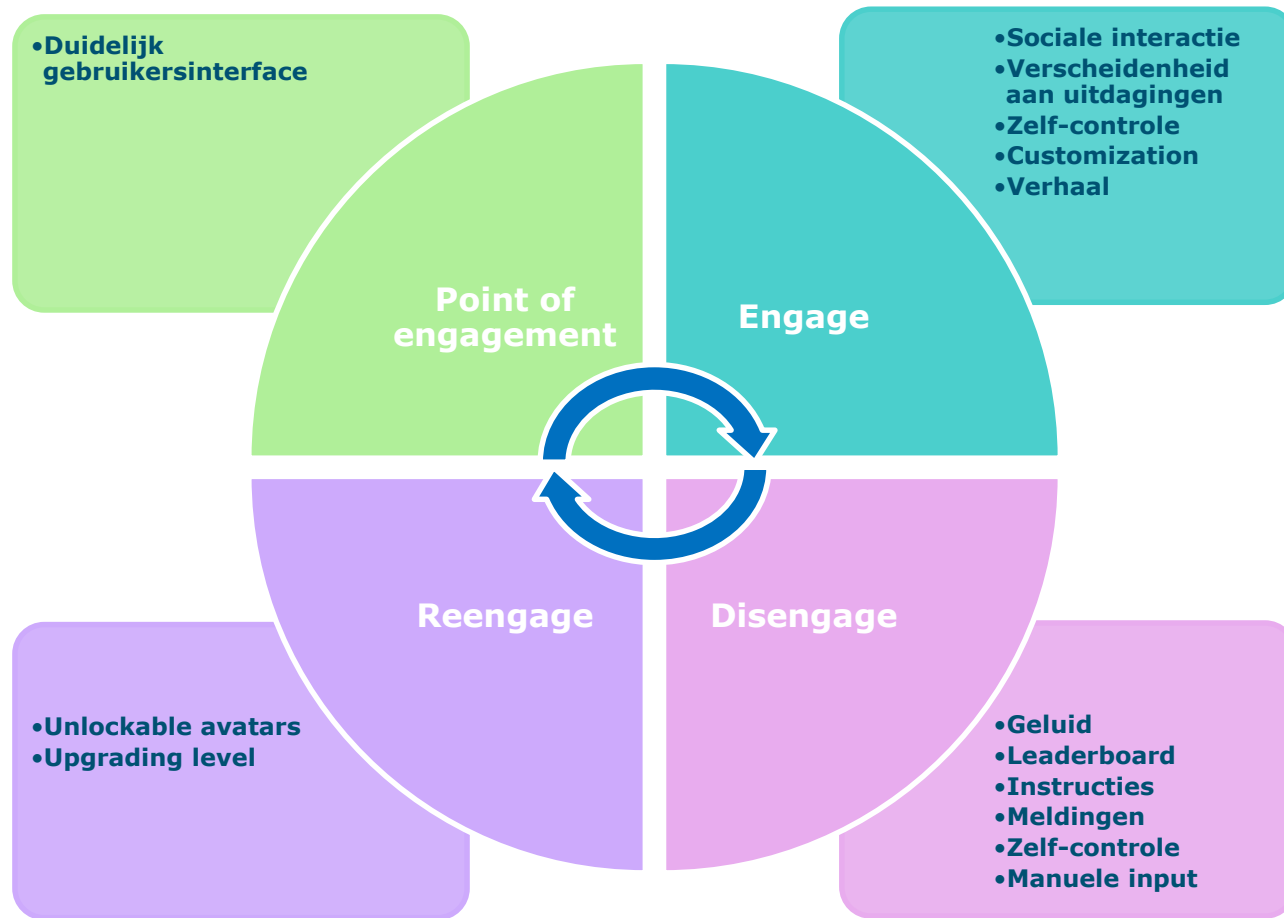 •Duidelijk
gebruikersinterface
•Sociale interactie
•Verscheidenheid
aan uitdagingen
•Zelf-controle
•Customization
•Verhaal
Point of
engagement
Engage
Reengage
Disengage
•Unlockable avatars
•Upgrading level
•Geluid
•Leaderboard
•Instructies
•Meldingen
•Zelf-controle
•Manuele input